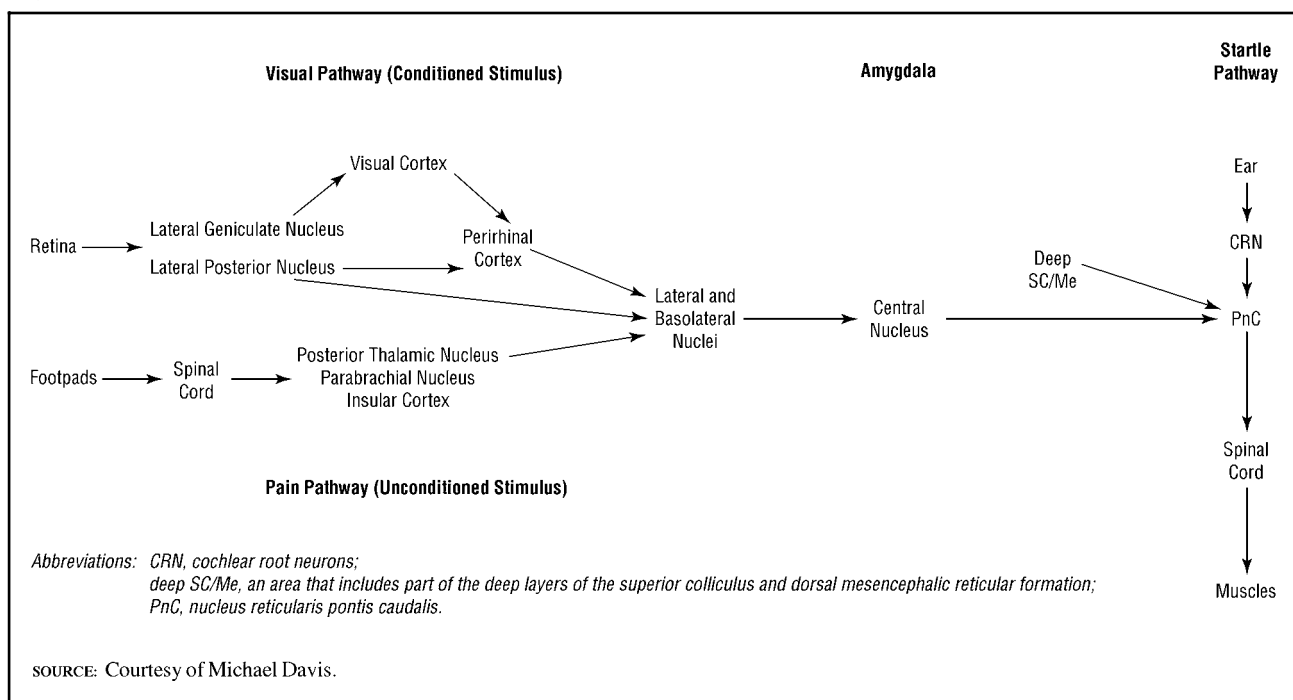 Visual Pathway (Conditioned Stimulus)
Amygdala
Startle
Pathway
Visual Cortex
Ear
Lateral Geniculate Nucleus
Retina
Perirhinal
Cortex
CRN
Lateral Posterior Nucleus
Deep
SC/Me
Lateral and
Basolateral
Nuclei
Central
Nucleus
PnC
Footpads
Spinal
Cord
Posterior Thalamic Nucleus
Parabrachial Nucleus
Insular Cortex
Spinal
Cord
Pain Pathway (Unconditioned Stimulus)
Muscles
Abbreviations: CRN, cochlear root neurons;
deep SC/Me, an area that includes part of the deep layers of the superior colliculus and dorsal mesencephalic reticular formation;
PnC, nucleus reticularis pontis caudalis.
SOURCE: Courtesy of Michael Davis.